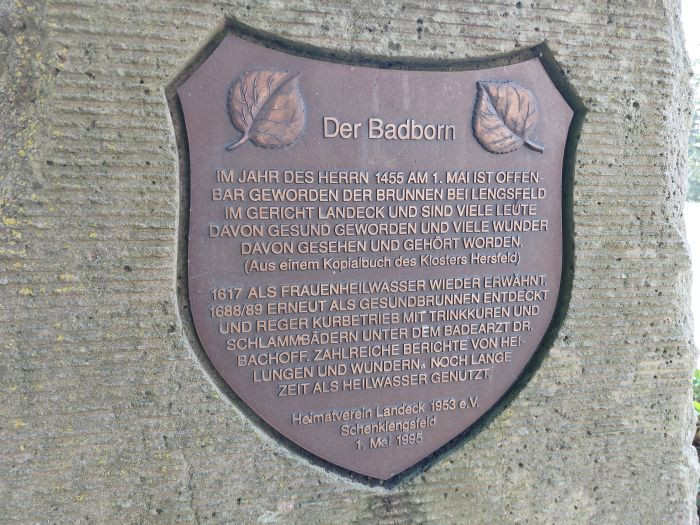 Der Badborn
IM JAHR DES HERRN 1455 AM 1. MAI IST OFFEN-
BAR GEWORDEN DER BRUNNEN BEI LENGSFELD
IM GERICHT LANDECK UND SIND VIELE LEUTE
DAVON GESUND GEWORDEN UND VIELE WUNDER
DAVON GESEHEN UND GEHÖRT WORDEN.
(Aus einem Kopialbuch des Klosters Hersfeld)
1617 ALS FRAUENHEILWASSER WIEDER ERWÄHNT.
1688/89 ERNEUT ALS GESUNDBRUNNEN ENTDECKT
UND REGER KURBETRIEB MIT TRINKKUREN UND
SCHLAMMBÄDERN UNTER DEM BADEARZT DR.
BACHOFF. ZAHLREICHE BERICHTE VON HEI-
LUNGEN UND WUNDERN. NOCH LANGE
ZEIT ALS HEILWASSER GENUTZT.
Heimatverein Landeck 1953 e.V.
Schenklengsfeld
1. Mai 1995